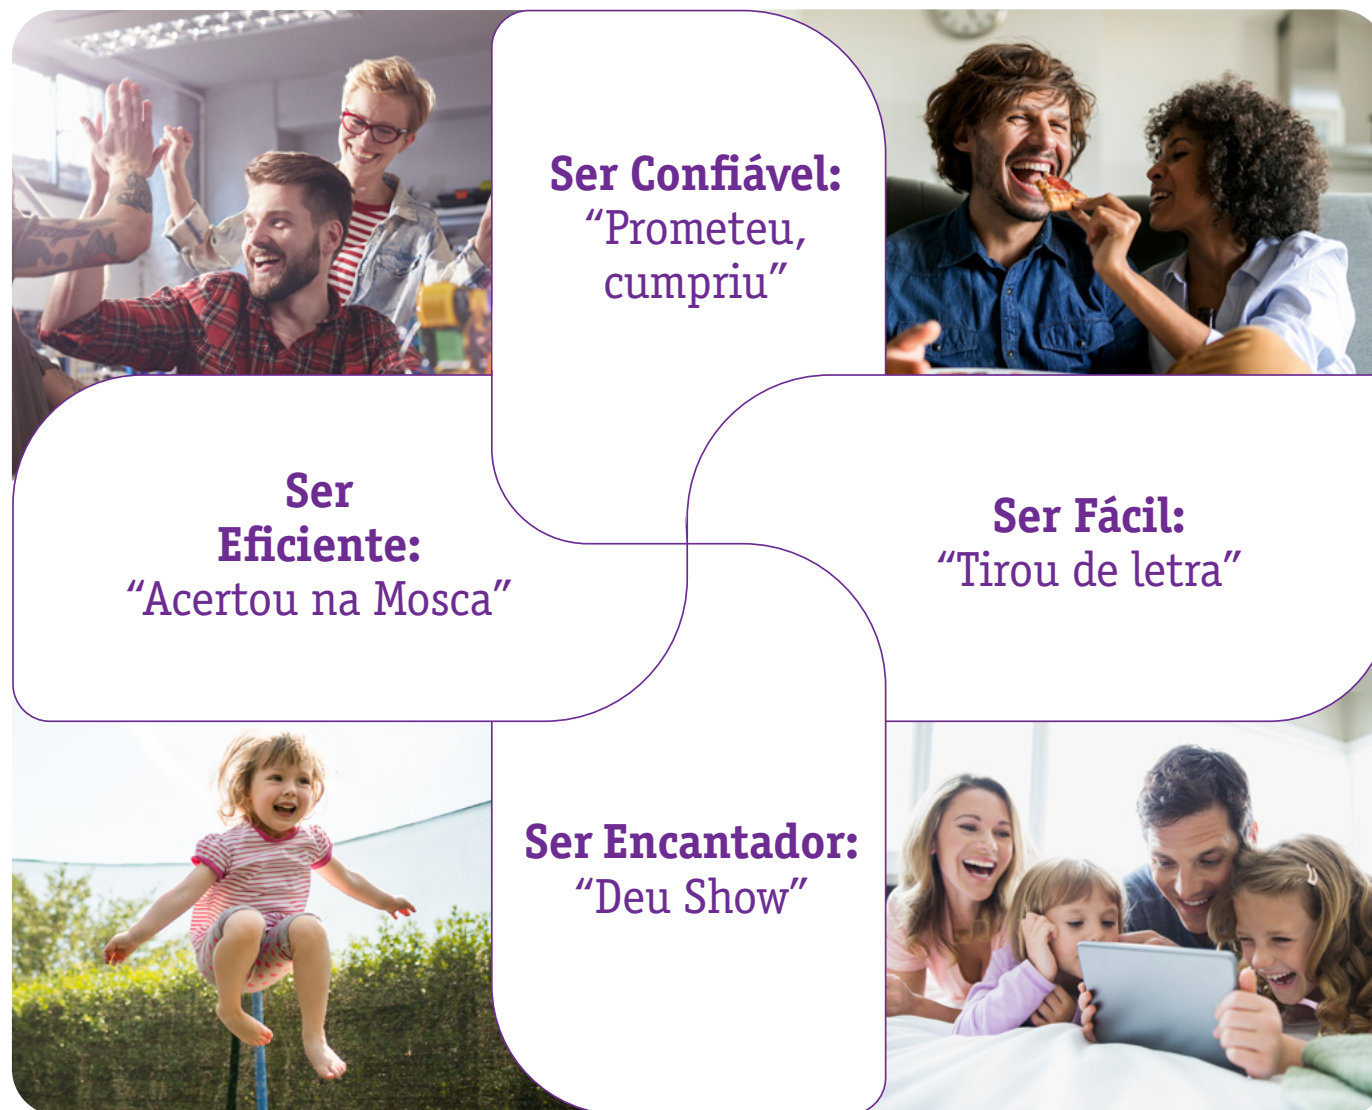 Ser Confiável:
“Prometeu,
cumpriu”
Ser
Eficiente:
“Acertou na Mosca”
Ser Fácil:
“Tirou de letra”
Ser Encantador:
“Deu Show”